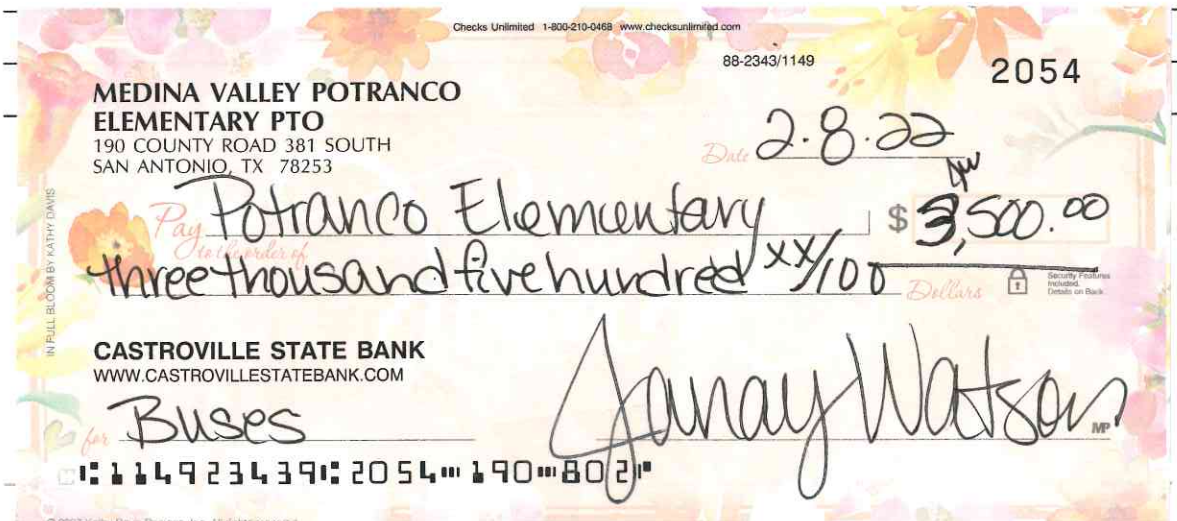 Checks Unlimited 1-800-210-0468 www.checksunlimited.com
88-2343/1149
2054
MEDINA VALLEY POTRANCO
ELEMENTARY PTO
190 COUNTY ROAD 381 SOUTH
SAN ANTONIO, TX 78253
Date 2.8.22
JW
Pay to the order of Potranco Elementary $ 3,500.00
three thousand five hundred xx/100 Dollars
Security Features
Included.
Details on Back.
IN FULL BLOOM BY KATHY DAVIS
CASTROVILLE STATE BANK
WWW.CASTROVILLESTATEBANK.COM
for Buses
Janay Watson
MP
⑆114923439⑆ 2054⑈190⑈802⑈